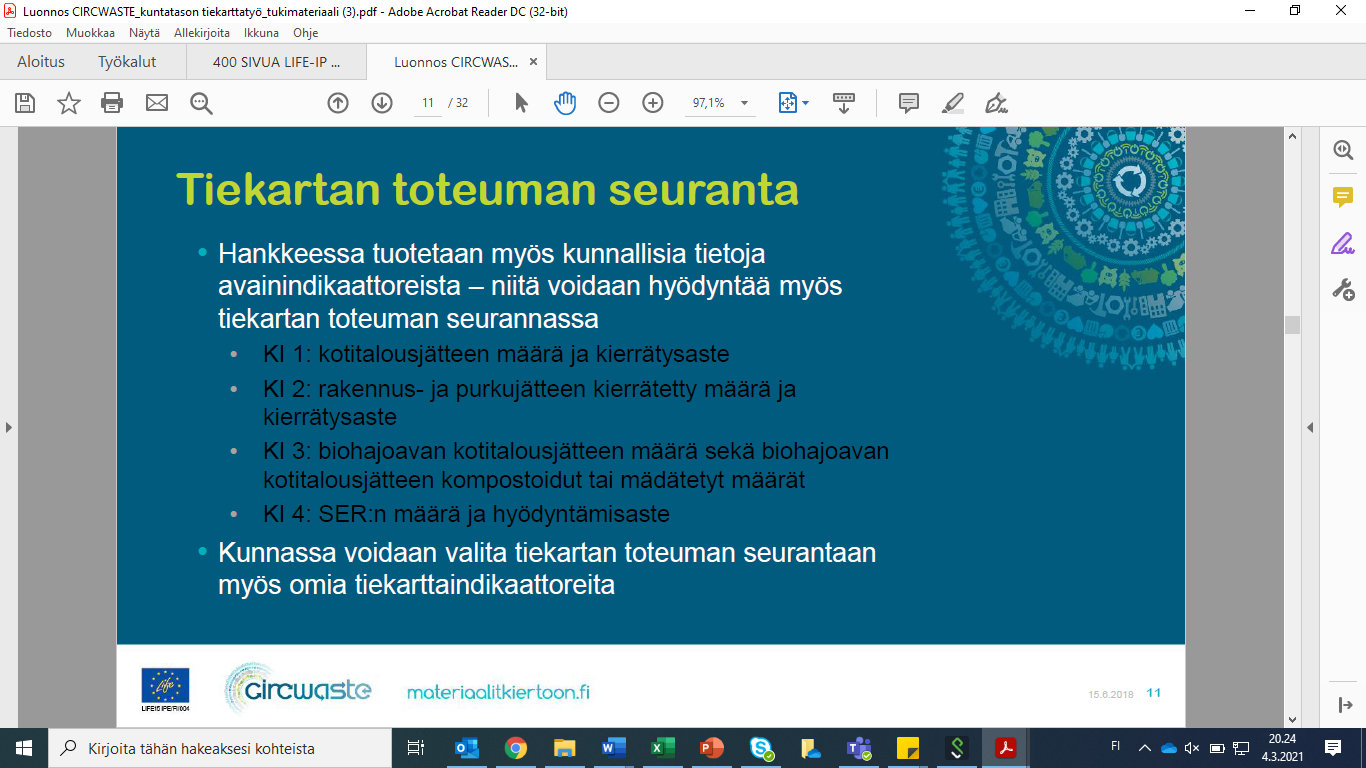 Luonnos CIRCWASTE_kuntatason tiekarttatyö_tukimateriaali (3).pdf - Adobe Acrobat Reader DC (32-bit)
Tiedosto Muokkaa Näytä Allekirjoita Ikkuna Ohje
Aloitus Työkalut 400 SIVUA LIFE-IP ... Luonnos CIRCWAS... ×
11 / 32 97,1%
Tiekartan toteuman seuranta
• Hankkeessa tuotetaan myös kunnallisia tietoja
avainindikaattoreista – niitä voidaan hyödyntää myös
tiekartan toteuman seurannassa
• KI 1: kotitalousjätteen määrä ja kierrätysaste
• KI 2: rakennus- ja purkujätteen kierrätetty määrä ja
kierrätysaste
• KI 3: biohajoavan kotitalousjätteen määrä sekä biohajoavan
kotitalousjätteen kompostoidut tai mädätetyt määrät
• KI 4: SER:n määrä ja hyödyntämisaste
• Kunnassa voidaan valita tiekartan toteuman seurantaan
myös omia tiekarttaindikaattoreita
Life
LIFE15 IPE/FI/004
circwaste
materiaalitkiertoon.fi
15.6.2018 11
Kirjoita tähän hakeaksesi kohteista
FI
20.24
4.3.2021